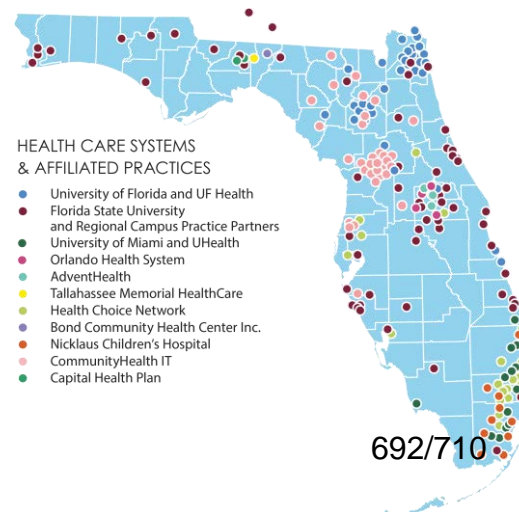 HEALTH CARE SYSTEMS
& AFFILIATED PRACTICES
University of Florida and UF Health
Florida State University
and Regional Campus Practice Partners
University of Miami and UHealth
Orlando Health System
AdventHealth
Tallahassee Memorial HealthCare
Health Choice Network
Bond Community Health Center Inc.
Nicklaus Children's Hospital
CommunityHealth IT
Capital Health Plan
692/710